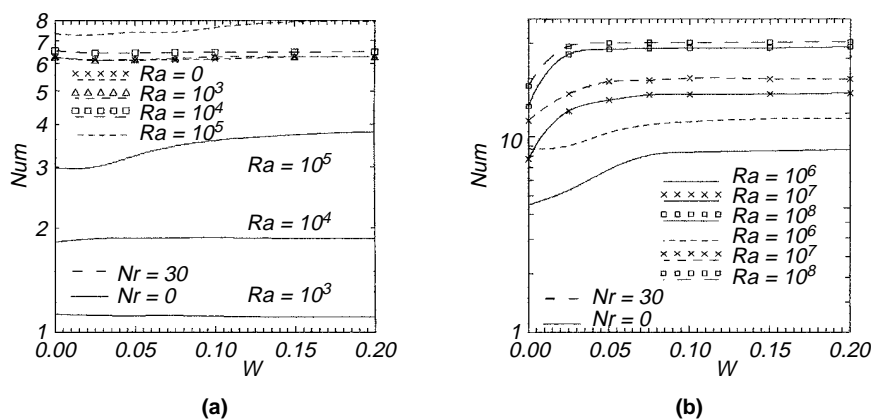 8
7
6
5
4
3
2
1
Num
Ra = 0
Ra = 10³
Ra = 10⁴
Ra = 10⁵
Ra = 10⁵
Ra = 10⁴
Nr = 30
Nr = 0
Ra = 10³
0.00
0.05
0.10
0.15
0.20
W
(a)
10
1
Num
Ra = 10⁶
Ra = 10⁷
Ra = 10⁸
Ra = 10⁶
Ra = 10⁷
Ra = 10⁸
Nr = 30
Nr = 0
0.00
0.05
0.10
0.15
0.20
W
(b)